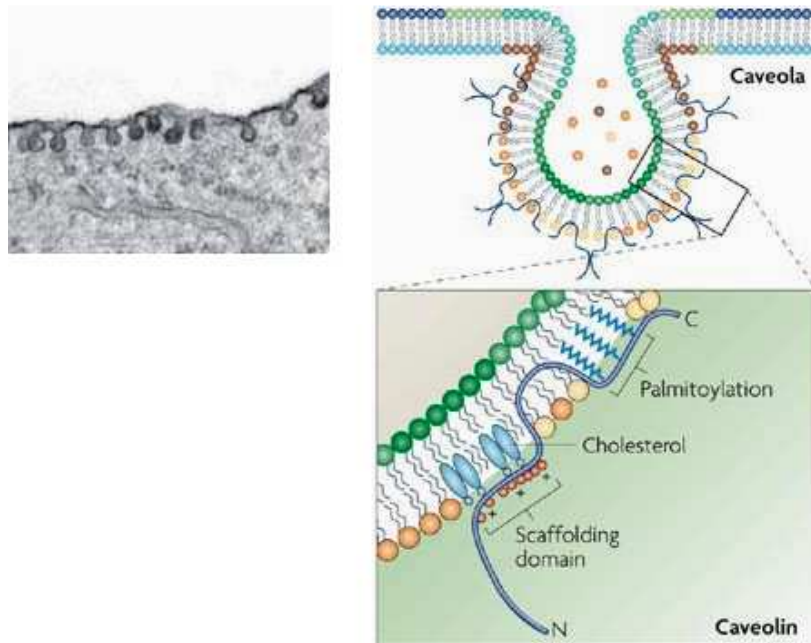 Caveola
C
Palmitoylation
Cholesterol
+
+
+
+
Scaffolding
domain
N
Caveolin